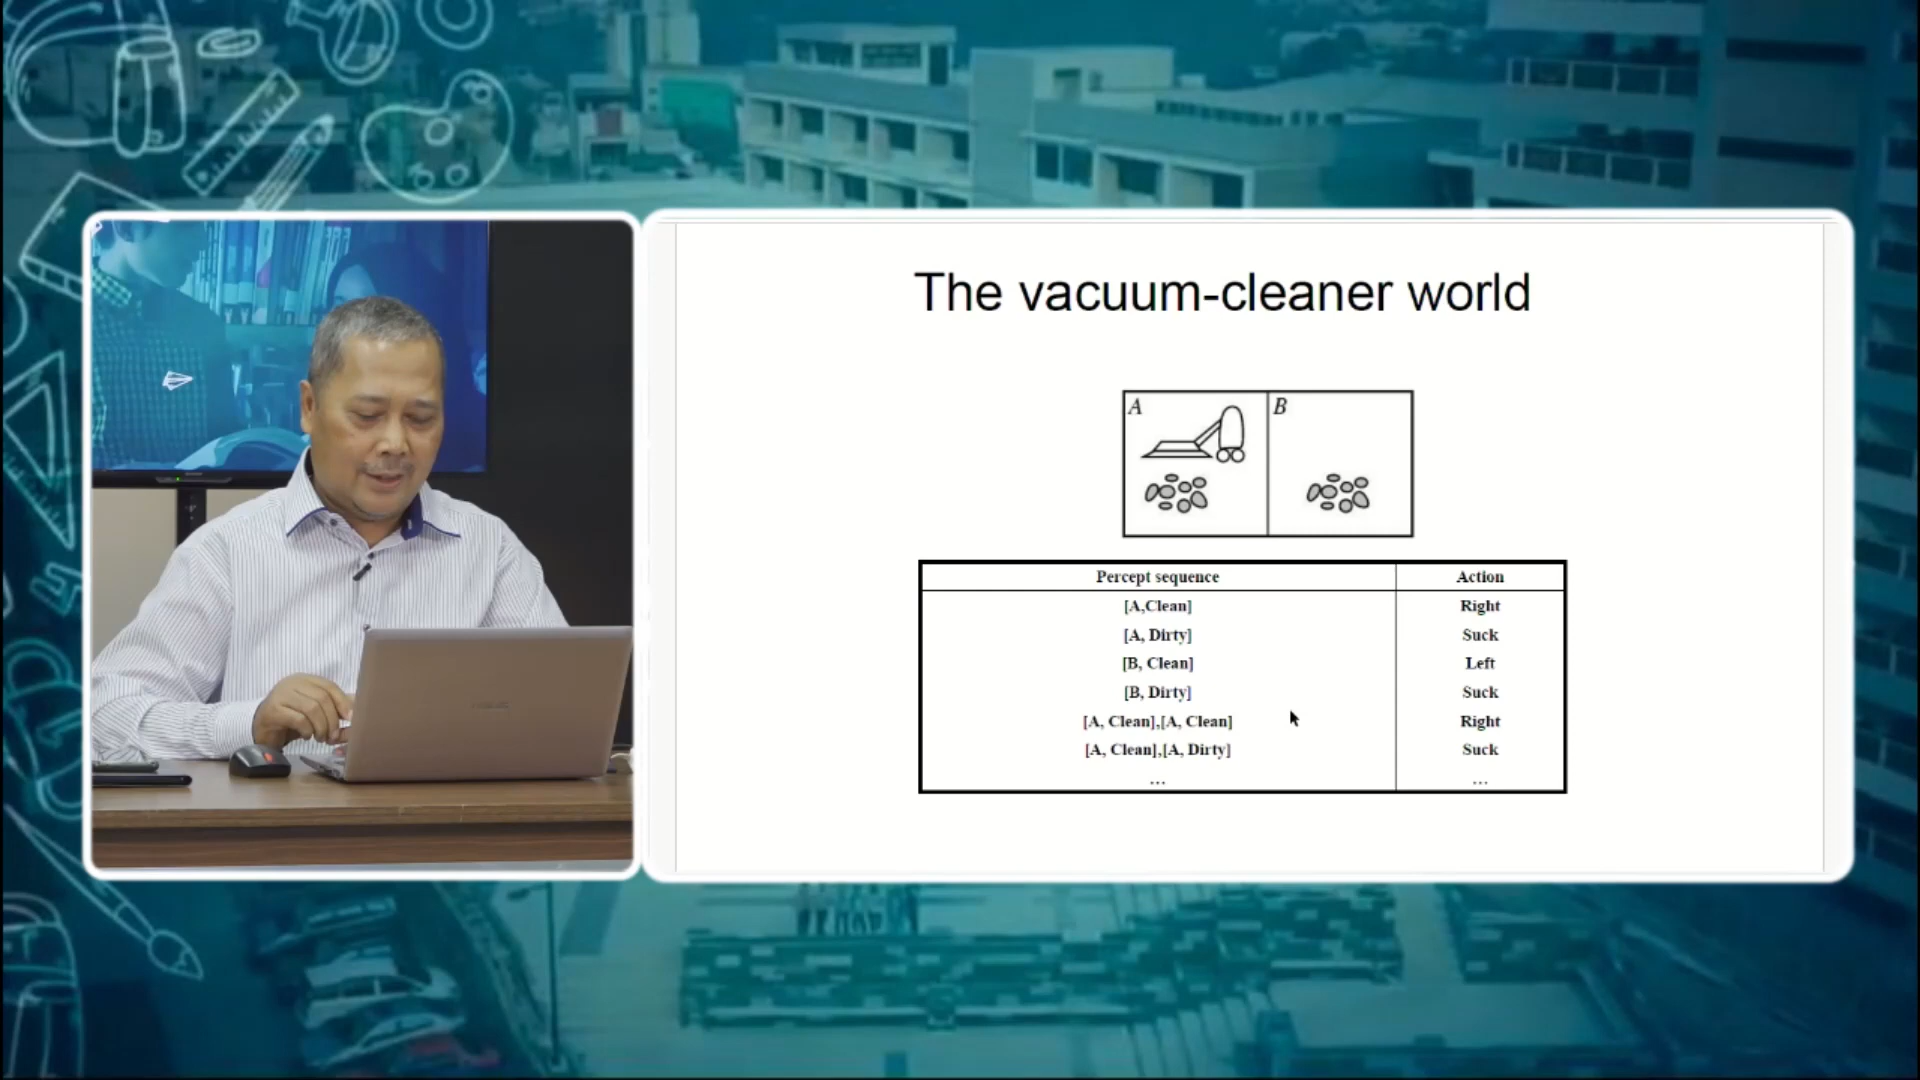 The vacuum-cleaner world
A B
Percept sequence Action
[A,Clean] Right
[A, Dirty] Suck
[B, Clean] Left
[B, Dirty] Suck
[A, Clean],[A, Clean] Right
[A, Clean],[A, Dirty] Suck
… …